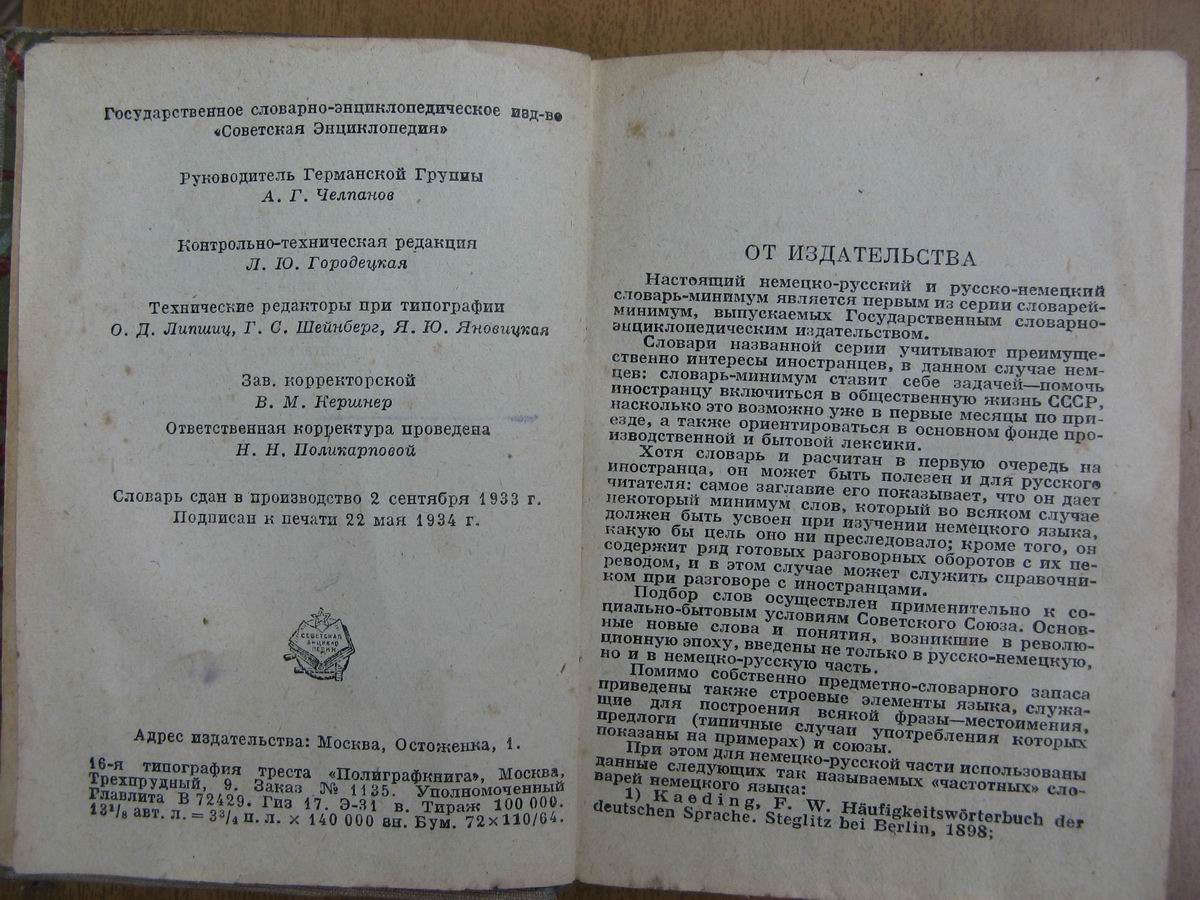 Государственное словарно-энциклопедическое изд-во
«Советская Энциклопедия»
Руководитель Германской Группы
А. Г. Челпанов
Контрольно-техническая редакция
Л. Ю. Городецкая
Технические редакторы при типографии
О. Д. Липшиц, Г. С. Шейнберг, Я. Ю. Яновицкая
Зав. корректорской
В. М. Кершнер
Ответственная корректура проведена
Н. Н. Поликарповой
Словарь сдан в производство 2 сентября 1933 г.
Подписан к печати 22 мая 1934 г.
СОВЕТСКАЯ
ЭНЦИКЛО
ПЕДИЯ
Адрес издательства: Москва, Остоженка, 1.
16-я типография треста «Полиграфкнига», Москва,
Трехпрудный, 9. Заказ № 1135. Уполномоченный
Главлита В 72429. Гиз 17. Э-31 в. Тираж 100 000.
13³/₈ авт. л. = 3³/₄ п. л. × 140 000 вн. Бум. 72×110/64.
ОТ ИЗДАТЕЛЬСТВА
Настоящий немецко-русский и русско-немецкий
словарь-минимум является первым из серии словарей-
минимум, выпускаемых Государственным словарно-
энциклопедическим издательством.
Словари названной серии учитывают преимуще-
ственно интересы иностранцев, в данном случае нем-
цев: словарь-минимум ставит себе задачей—помочь
иностранцу включиться в общественную жизнь СССР,
насколько это возможно уже в первые месяцы по при-
езде, а также ориентироваться в основном фонде про-
изводственной и бытовой лексики.
Хотя словарь и расчитан в первую очередь на
иностранца, он может быть полезен и для русского
читателя: самое заглавие его показывает, что он дает
некоторый минимум слов, который во всяком случае
должен быть усвоен при изучении немецкого языка,
какую бы цель оно ни преследовало; кроме того, он
содержит ряд готовых разговорных оборотов с их пе-
реводом, и в этом случае может служить справочни-
ком при разговоре с иностранцами.
Подбор слов осуществлен применительно к со-
циально-бытовым условиям Советского Союза. Основ-
ные новые слова и понятия, возникшие в револю-
ционную эпоху, введены не только в русско-немецкую,
но и в немецко-русскую часть.
Помимо собственно предметно-словарного запаса
приведены также строевые элементы языка, служа-
щие для построения всякой фразы—местоимения,
предлоги (типичные случаи употребления которых
показаны на примерах) и союзы.
При этом для немецко-русской части использованы
данные следующих так называемых «частотных» сло-
варей немецкого языка:
1) Kaeding, F. W. Häufigkeitswörterbuch der
deutschen Sprache. Steglitz bei Berlin, 1898;